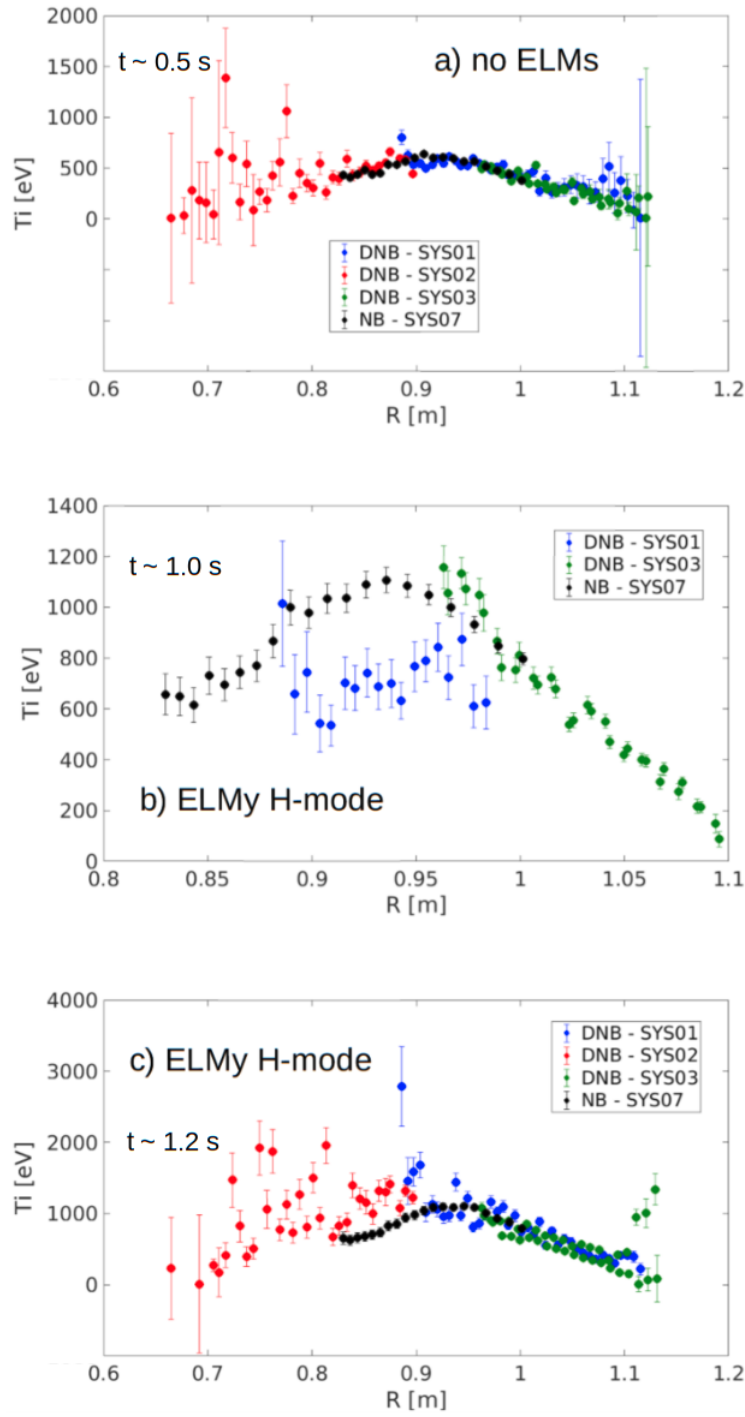 2000
1500
1000
500
0
Ti [eV]
t ~ 0.5 s
a) no ELMs
DNB - SYS01
DNB - SYS02
DNB - SYS03
NB - SYS07
0.6 0.7 0.8 0.9 1 1.1 1.2
R [m]
1400
1200
1000
800
600
400
200
0
Ti [eV]
t ~ 1.0 s
DNB - SYS01
DNB - SYS03
NB - SYS07
b) ELMy H-mode
0.8 0.85 0.9 0.95 1 1.05 1.1
R [m]
4000
3000
2000
1000
0
Ti [eV]
c) ELMy H-mode
t ~ 1.2 s
DNB - SYS01
DNB - SYS02
DNB - SYS03
NB - SYS07
0.6 0.7 0.8 0.9 1 1.1 1.2
R [m]